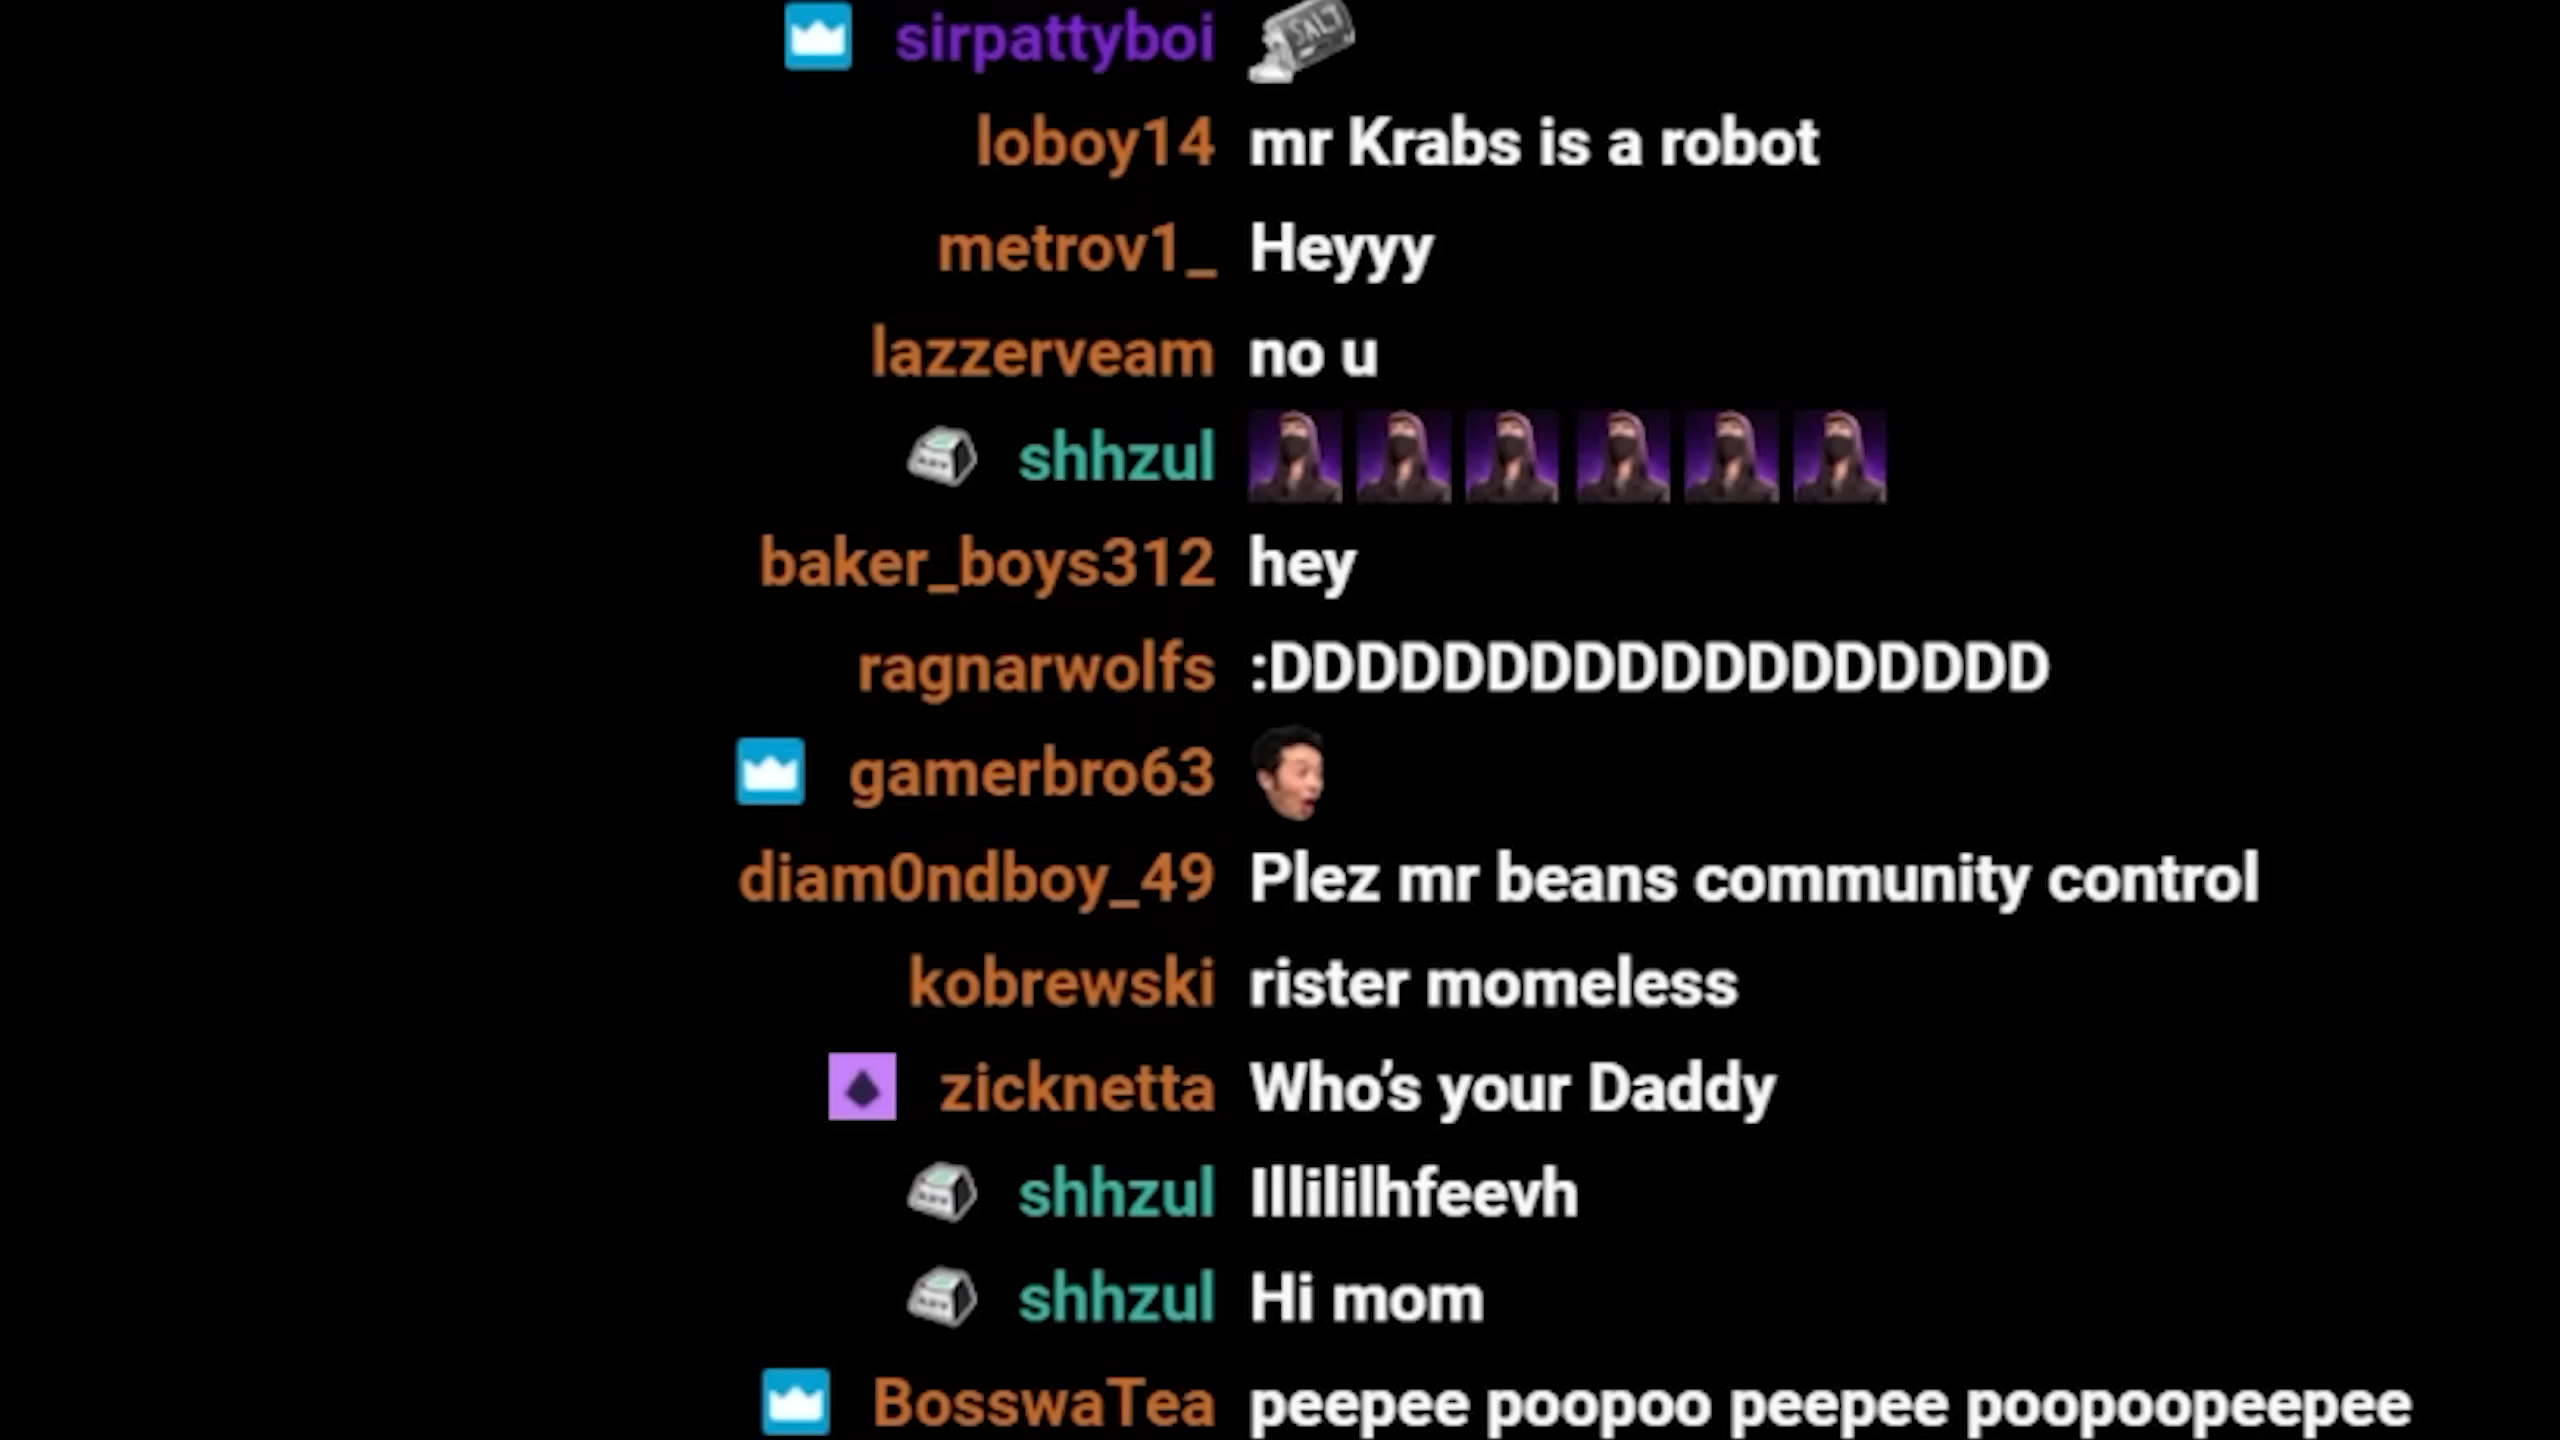 sirpattyboi SALT
loboy14 mr Krabs is a robot
metrov1_ Heyyy
lazzerveam no u
shhzul
baker_boys312 hey
ragnarwolfs :DDDDDDDDDDDDDDDDDD
gamerbro63
diam0ndboy_49 Plez mr beans community control
kobrewski rister momeless
zicknetta Who's your Daddy
shhzul Illililhfeevh
shhzul Hi mom
BosswaTea peepee poopoo peepee poopoopeepee